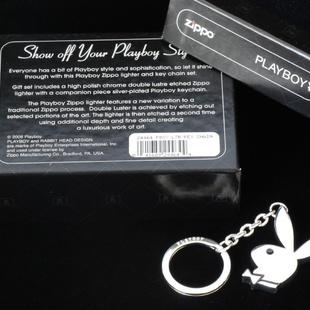 zippo
PLAYBOY
Show off Your Playboy Sty
Everyone has a bit of Playboy style and sophistication, so let it shine
through with this Playboy Zippo lighter and key chain set.
Gift set includes a high polish chrome double lustre etched Zippo
lighter with a companion piece silver-plated Playboy keychain.
The Playboy Zippo lighter features a new variation to a
traditional process. Double Luster is achieved by etching out
selected portions of the art. The lighter is then etched a second time
using additional depth and fine detail creating
a luxurious work of art.
© 2008 Playboy
PLAYBOY and RABBIT HEAD DESIGN
are marks of Playboy Enterprises International, Inc.
and used under license by
Zippo Manufacturing Co., Bradford, PA, USA